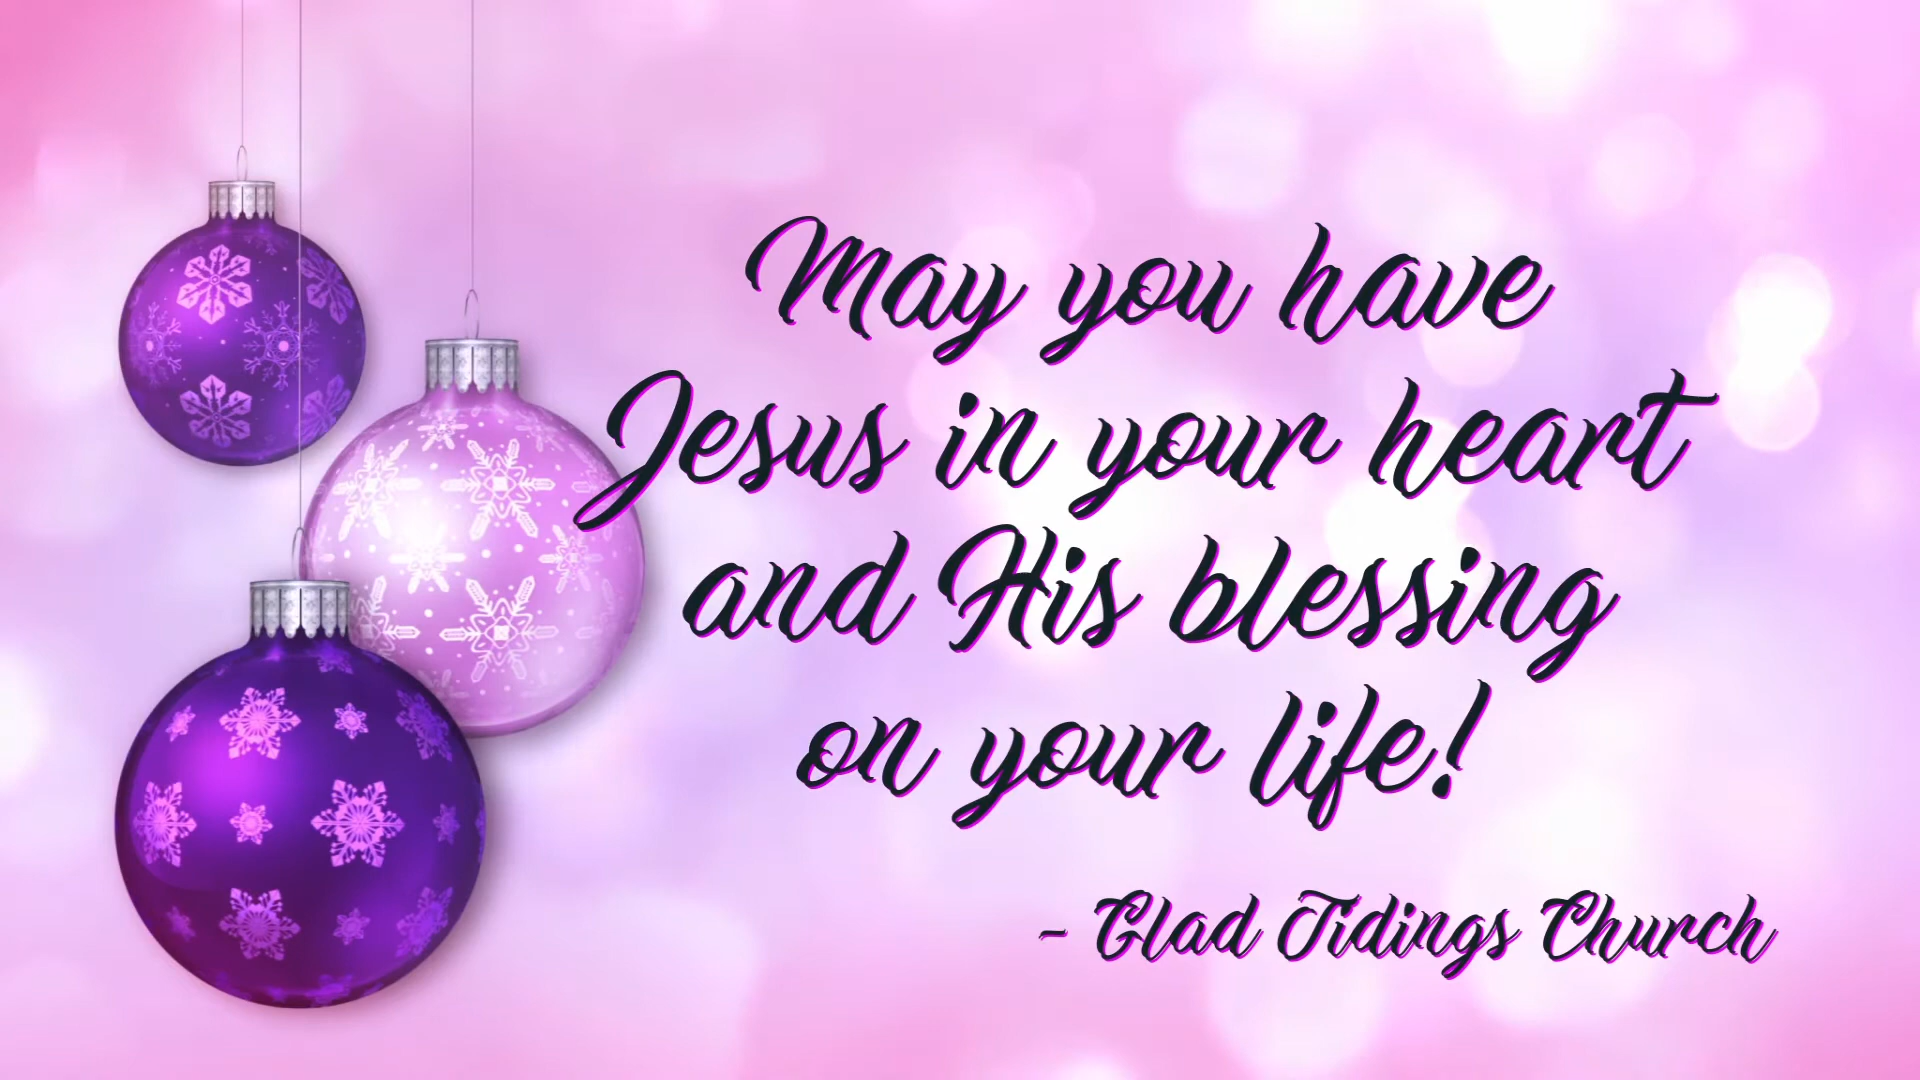 May you have
Jesus in your heart
and His blessing
on your life!
- Glad Tidings Church